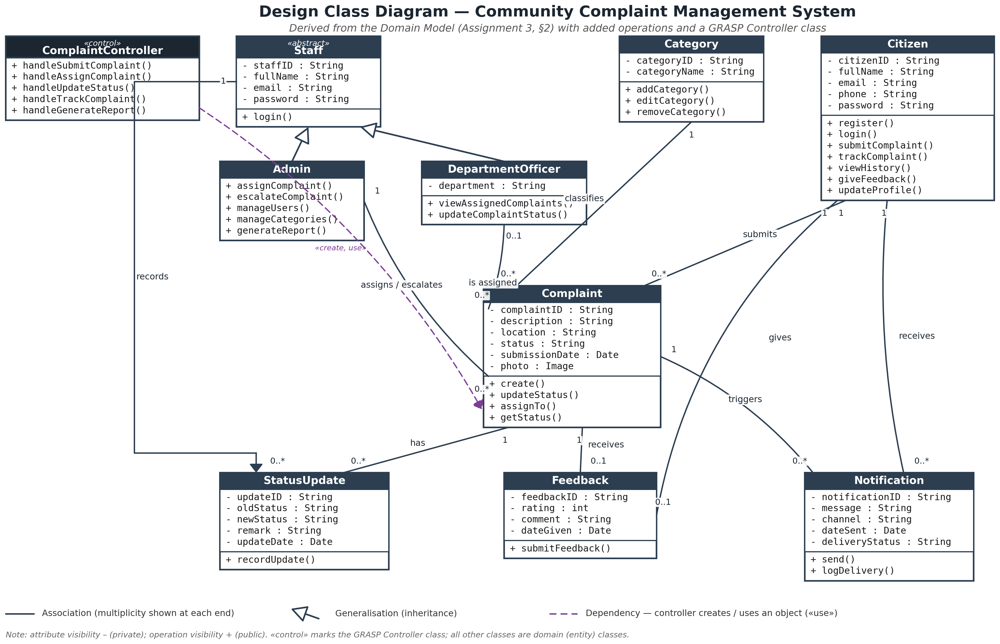 Design Class Diagram — Community Complaint Management System
Derived from the Domain Model (Assignment 3, §2) with added operations and a GRASP Controller class
«control»
ComplaintController
+ handleSubmitComplaint()
+ handleAssignComplaint()
+ handleUpdateStatus()
+ handleTrackComplaint()
+ handleGenerateReport()
1
«abstract»
Staff
- staffID : String
- fullName : String
- email : String
- password : String
+ login()
Category
- categoryID : String
- categoryName : String
+ addCategory()
+ editCategory()
+ removeCategory()
1
Citizen
- citizenID : String
- fullName : String
- email : String
- phone : String
- password : String
+ register()
+ login()
+ submitComplaint()
+ trackComplaint()
+ viewHistory()
+ giveFeedback()
+ updateProfile()
1 1 1
Admin
+ assignComplaint()
+ escalateComplaint()
+ manageUsers()
+ manageCategories()
+ generateReport()
1
«create, use»
DepartmentOfficer
- department : String
+ viewAssignedComplaints()
+ updateComplaintStatus()
classifies
0..1
submits
records
assigns / escalates
0..*
is assigned
0..*
0..*
Complaint
- complaintID : String
- description : String
- location : String
- status : String
- submissionDate : Date
- photo : Image
+ create()
+ updateStatus()
+ assignTo()
+ getStatus()
0..*
1
gives
receives
triggers
has
1
1
receives
0..*
0..*
0..1
0..*
0..*
StatusUpdate
- updateID : String
- oldStatus : String
- newStatus : String
- remark : String
- updateDate : Date
+ recordUpdate()
Feedback
- feedbackID : String
- rating : int
- comment : String
- dateGiven : Date
+ submitFeedback()
0..1
Notification
- notificationID : String
- message : String
- channel : String
- dateSent : Date
- deliveryStatus : String
+ send()
+ logDelivery()
Association (multiplicity shown at each end)
Generalisation (inheritance)
Dependency — controller creates / uses an object («use»)
Note: attribute visibility – (private); operation visibility + (public). «control» marks the GRASP Controller class; all other classes are domain (entity) classes.